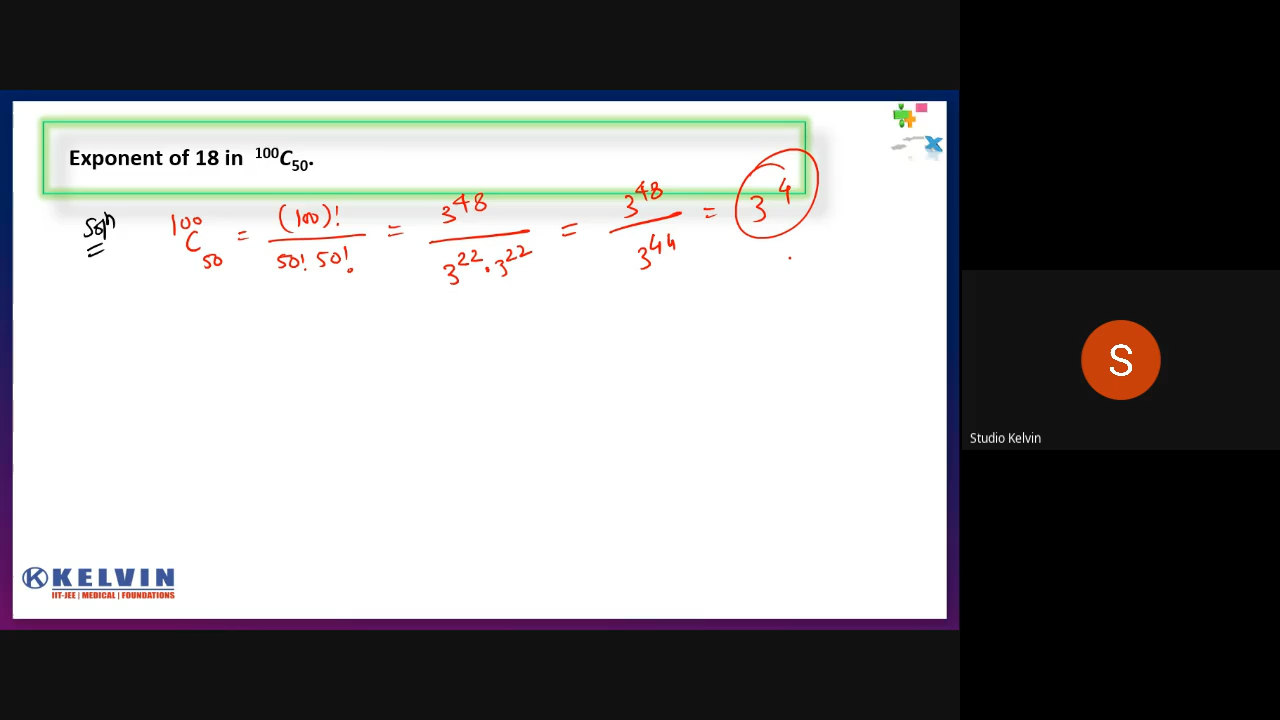 Exponent of 18 in ¹⁰⁰C₅₀.
Solⁿ ¹⁰⁰C₅₀ = (100)! / 50! 50! = 3⁴⁸ / 3²² . 3²² = 3⁴⁸ / 3⁴⁴ = 3⁴
S
Studio Kelvin
K KELVIN
IIT-JEE | MEDICAL | FOUNDATIONS